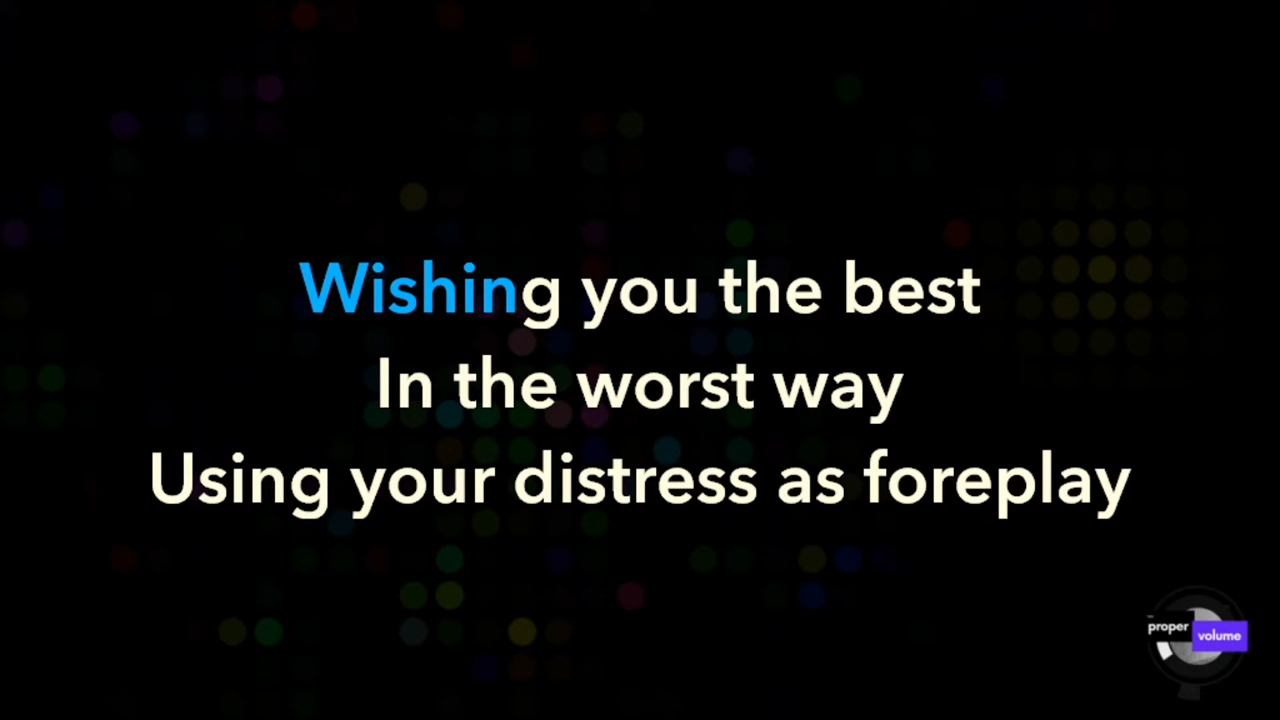 Wishing you the best
In the worst way
Using your distress as foreplay
proper
volume